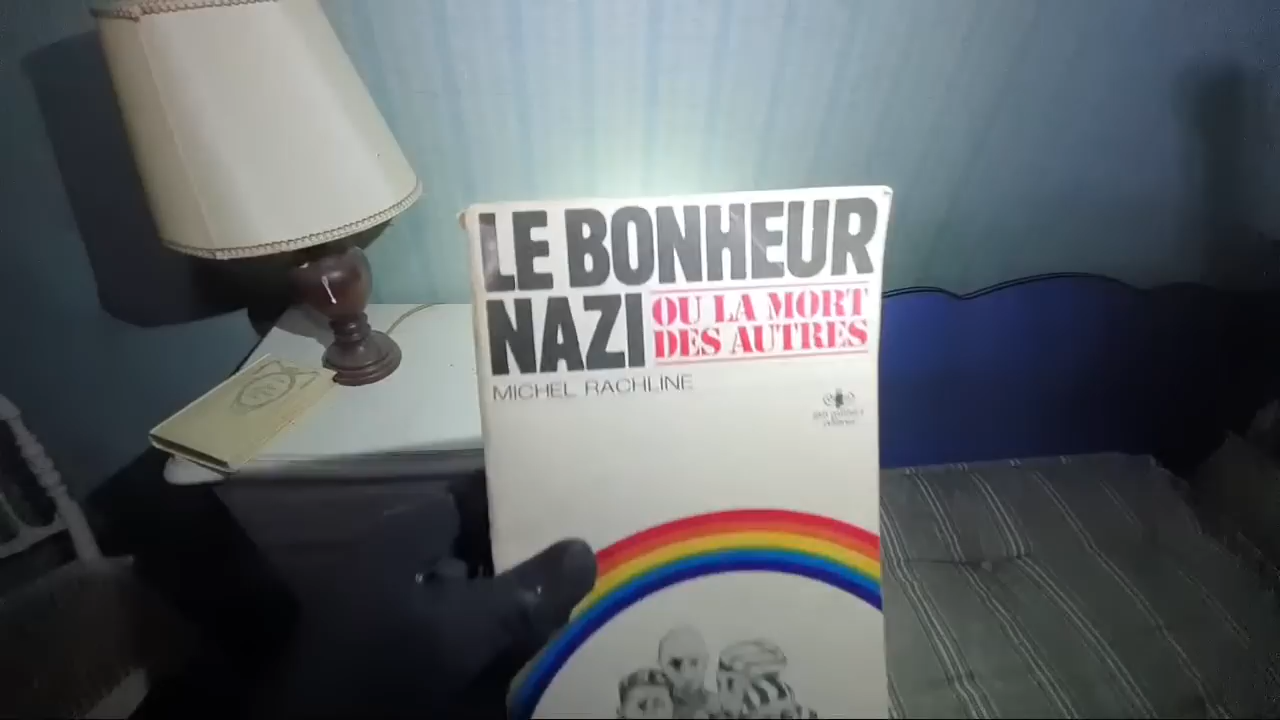 LE BONHEUR
NAZI
OU LA MORT
DES AUTRES
MICHEL RACHLINE